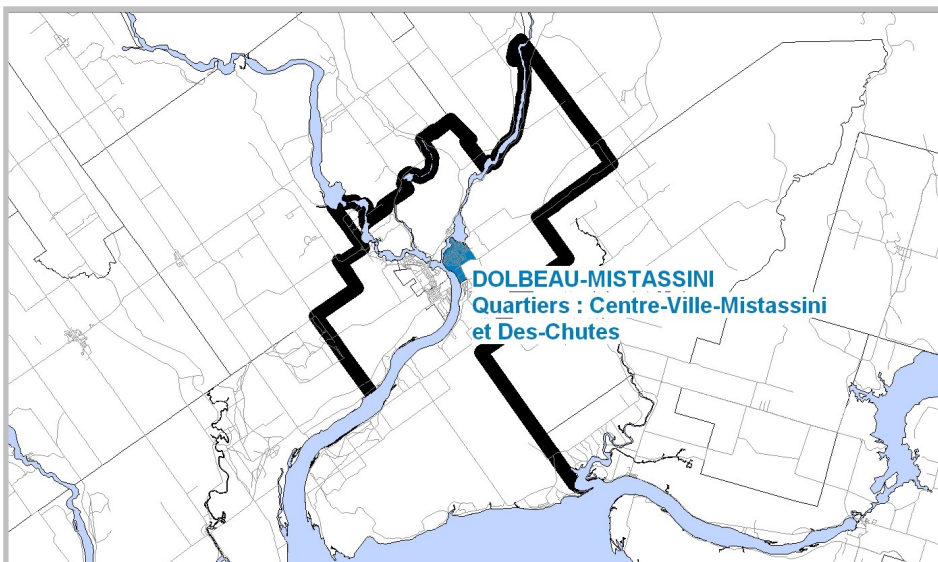 DOLBEAU-MISTASSINI
Quartiers : Centre-Ville-Mistassini
et Des-Chutes